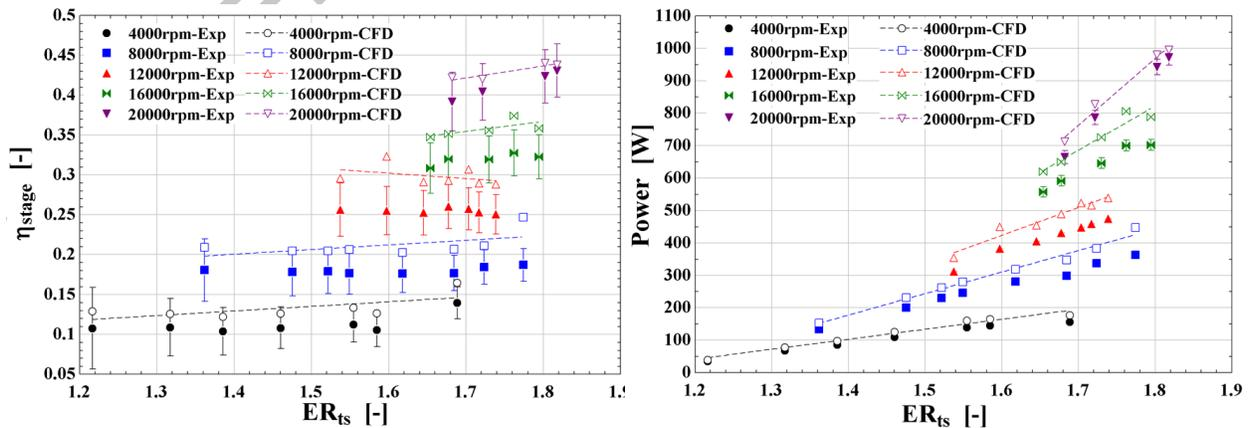 0.5
0.45
0.4
0.35
0.3
0.25
0.2
0.15
0.1
0.05
ηstage [-]
4000rpm-Exp 4000rpm-CFD
8000rpm-Exp 8000rpm-CFD
12000rpm-Exp 12000rpm-CFD
16000rpm-Exp 16000rpm-CFD
20000rpm-Exp 20000rpm-CFD
1.2 1.3 1.4 1.5 1.6 1.7 1.8 1.9
ERts [-]
1100
1000
900
800
700
600
500
400
300
200
100
0
Power [W]
4000rpm-Exp 4000rpm-CFD
8000rpm-Exp 8000rpm-CFD
12000rpm-Exp 12000rpm-CFD
16000rpm-Exp 16000rpm-CFD
20000rpm-Exp 20000rpm-CFD
1.2 1.3 1.4 1.5 1.6 1.7 1.8 1.9
ERts [-]